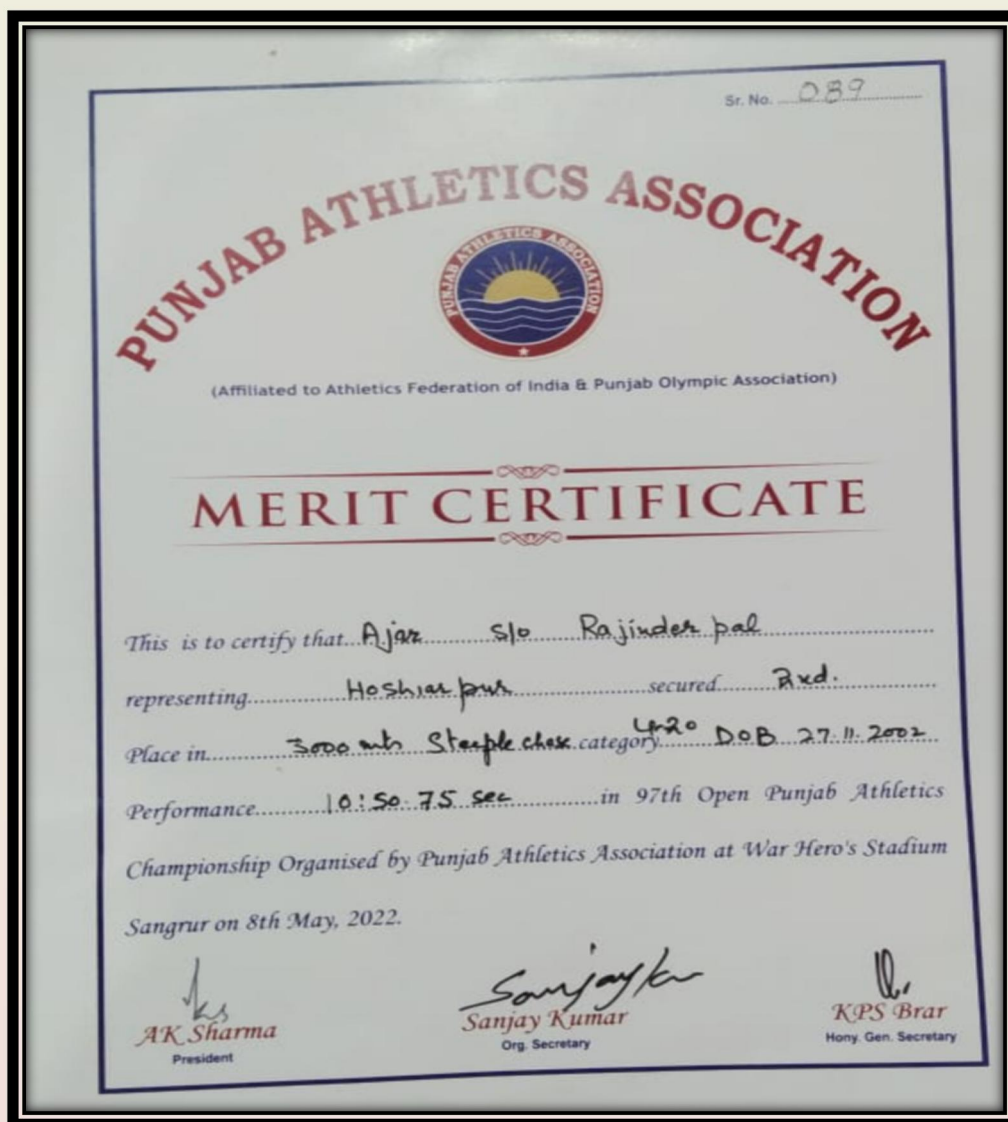 Sr. No. 089
PUNJAB ATHLETICS ASSOCIATION
PUNJAB ATHLETICS ASSOCIATION
(Affiliated to Athletics Federation of India & Punjab Olympic Association)
MERIT CERTIFICATE
This is to certify that Ajar S/o Rajinder pal
representing Hoshiarpur secured 2nd.
Place in 3000 mts Steeple chase category U-20 DOB 27.11.2002
Performance 10:50.75 sec in 97th Open Punjab Athletics
Championship Organised by Punjab Athletics Association at War Hero's Stadium
Sangrur on 8th May, 2022.
Sanjay
AK Sharma Sanjay Kumar KPS Brar
President Org. Secretary Hony. Gen. Secretary